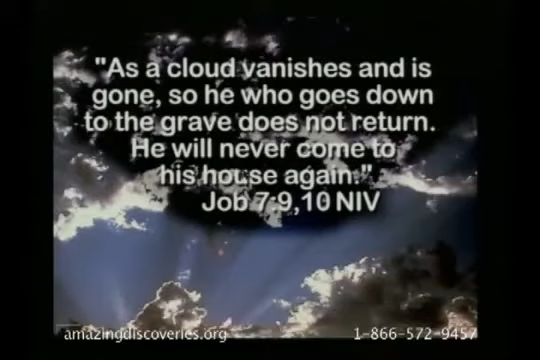 "As a cloud vanishes and is
gone, so he who goes down
to the grave does not return.
He will never come to
his house again."
Job 7:9,10 NIV
amazingdiscoveries.org
1-866-572-9457